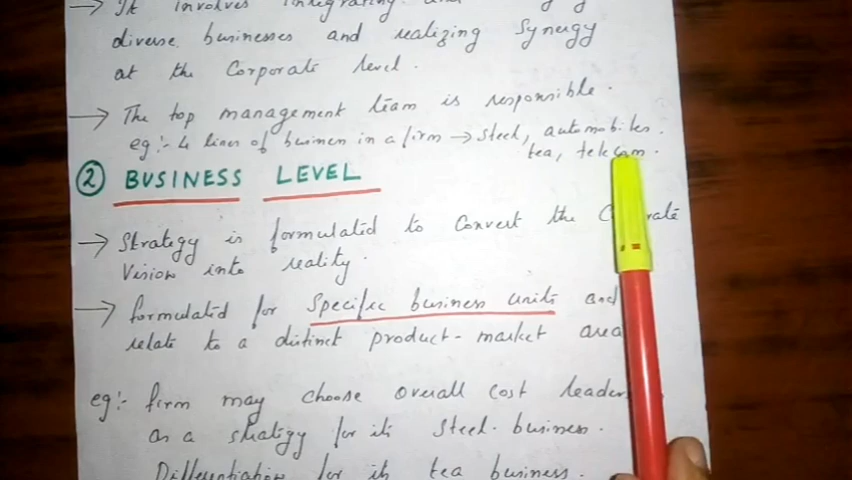 → It involves integrating and
diverse businesses and realizing Synergy
at the Corporate level.
→ The top management team is responsible.
eg:- 4 lines of business in a firm → steel, automobiles.
tea, telecom.
② BUSINESS LEVEL
→ Strategy is formulated to convert the
Vision into reality.
→ formulated for Specific business units and
relate to a distinct product-market area
eg:- firm may choose overall cost leader
as a strategy for its Steel-business.
Differentiation for its tea business.